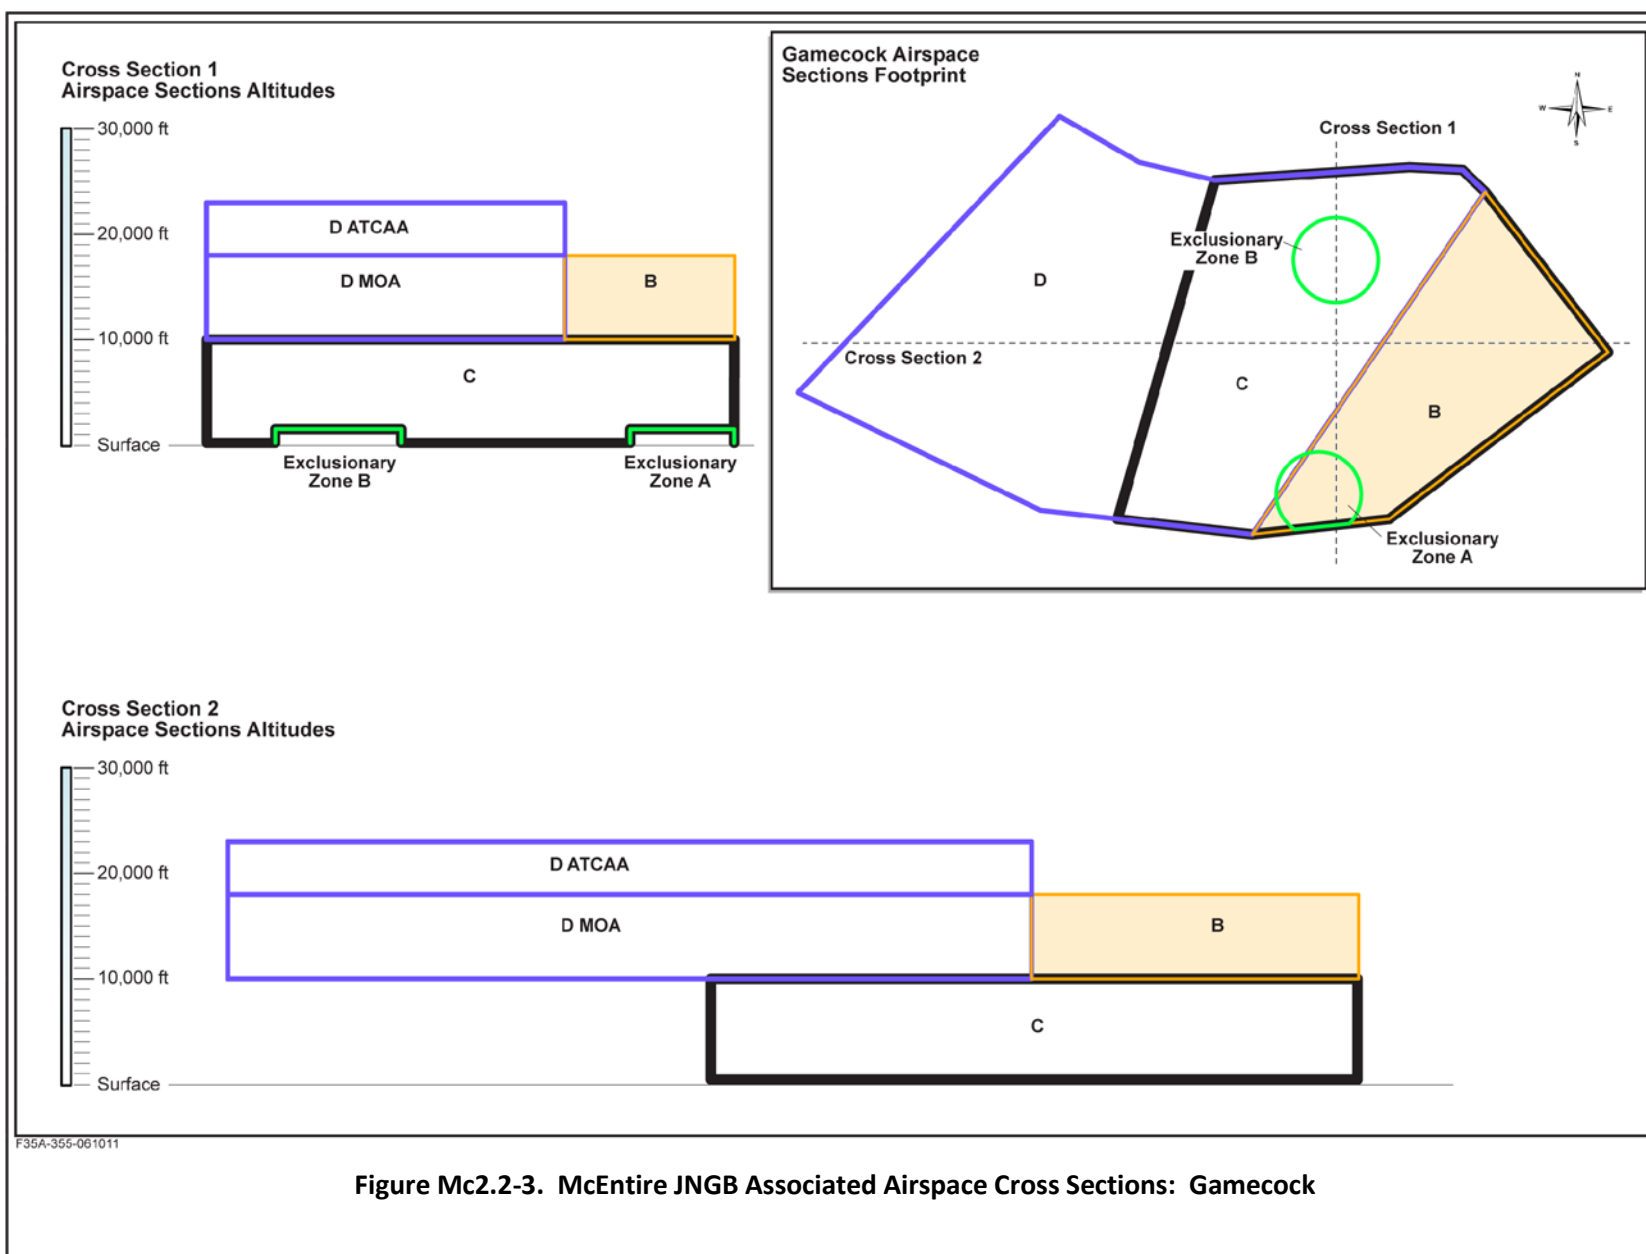 Cross Section 1
Airspace Sections Altitudes
30,000 ft
20,000 ft
10,000 ft
Surface
D ATCAA
D MOA
B
C
Exclusionary
Zone B
Exclusionary
Zone A
Gamecock Airspace
Sections Footprint
N
W
E
S
Cross Section 1
Exclusionary
Zone B
D
Cross Section 2
C
B
Exclusionary
Zone A
Cross Section 2
Airspace Sections Altitudes
30,000 ft
20,000 ft
10,000 ft
Surface
D ATCAA
D MOA
B
C
F35A-355-061011
Figure Mc2.2-3. McEntire JNGB Associated Airspace Cross Sections: Gamecock